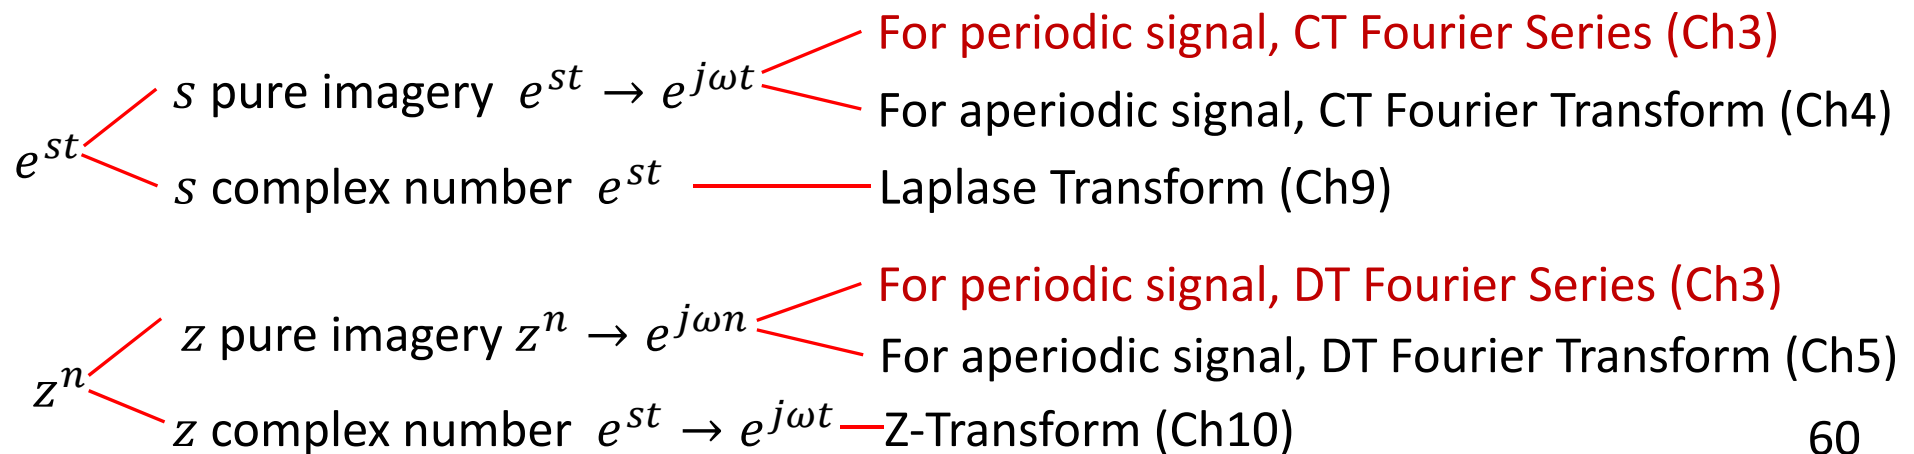 For periodic signal, CT Fourier Series (Ch3)
s pure imagery e^{st} → e^{jωt}
For aperiodic signal, CT Fourier Transform (Ch4)
e^{st}
s complex number e^{st} Laplase Transform (Ch9)
For periodic signal, DT Fourier Series (Ch3)
z pure imagery z^n → e^{jωn}
For aperiodic signal, DT Fourier Transform (Ch5)
z^n
z complex number e^{st} → e^{jωt} Z-Transform (Ch10)
60